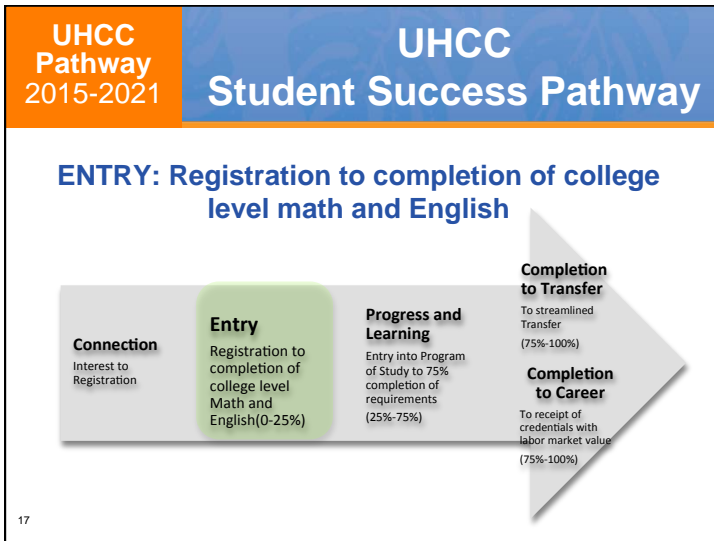 UHCC
Pathway
2015-2021
UHCC
Student Success Pathway
ENTRY: Registration to completion of college
level math and English
Connection
Interest to
Registration
Entry
Registration to
completion of
college level
Math and
English(0-25%)
Progress and
Learning
Entry into Program
of Study to 75%
completion of
requirements
(25%-75%)
Completion
to Transfer
To streamlined
Transfer
(75%-100%)
Completion
to Career
To receipt of
credentials with
labor market value
(75%-100%)
17